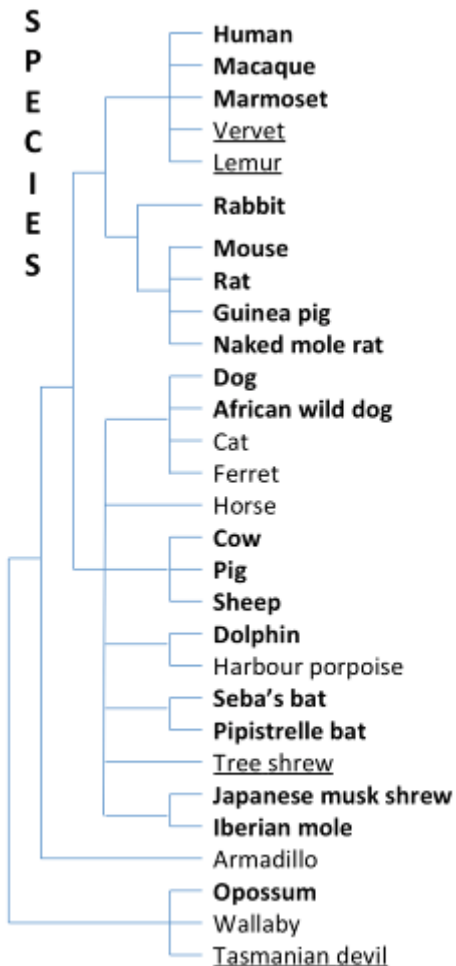 SPECIES
Human
Macaque
Marmoset
Vervet
Lemur
Rabbit
Mouse
Rat
Guinea pig
Naked mole rat
Dog
African wild dog
Cat
Ferret
Horse
Cow
Pig
Sheep
Dolphin
Harbour porpoise
Seba's bat
Pipistrelle bat
Tree shrew
Japanese musk shrew
Iberian mole
Armadillo
Opossum
Wallaby
Tasmanian devil